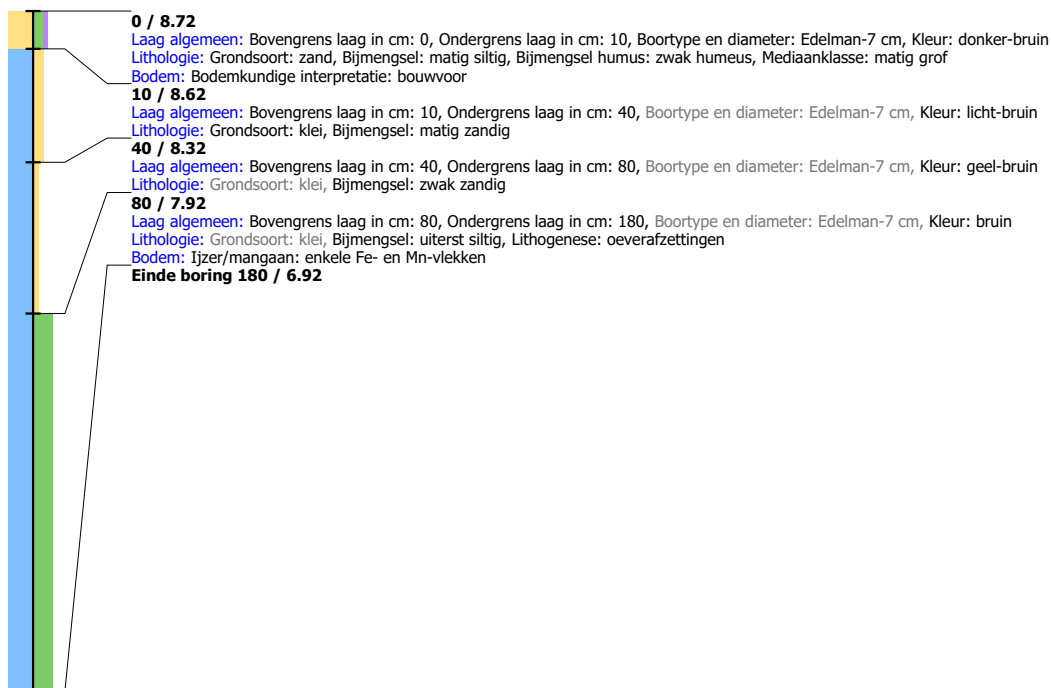 0 / 8.72
Laag algemeen: Bovengrens laag in cm: 0, Ondergrens laag in cm: 10, Boortype en diameter: Edelman-7 cm, Kleur: donker-bruin
Lithologie: Grondsoort: zand, Bijmengsel: matig siltig, Bijmengsel humus: zwak humeus, Mediaanklasse: matig grof
Bodem: Bodemkundige interpretatie: bouwvoor
10 / 8.62
Laag algemeen: Bovengrens laag in cm: 10, Ondergrens laag in cm: 40, Boortype en diameter: Edelman-7 cm, Kleur: licht-bruin
Lithologie: Grondsoort: klei, Bijmengsel: matig zandig
40 / 8.32
Laag algemeen: Bovengrens laag in cm: 40, Ondergrens laag in cm: 80, Boortype en diameter: Edelman-7 cm, Kleur: geel-bruin
Lithologie: Grondsoort: klei, Bijmengsel: zwak zandig
80 / 7.92
Laag algemeen: Bovengrens laag in cm: 80, Ondergrens laag in cm: 180, Boortype en diameter: Edelman-7 cm, Kleur: bruin
Lithologie: Grondsoort: klei, Bijmengsel: uiterst siltig, Lithogenese: oeverafzettingen
Bodem: Ijzer/mangaan: enkele Fe- en Mn-vlekken
Einde boring 180 / 6.92